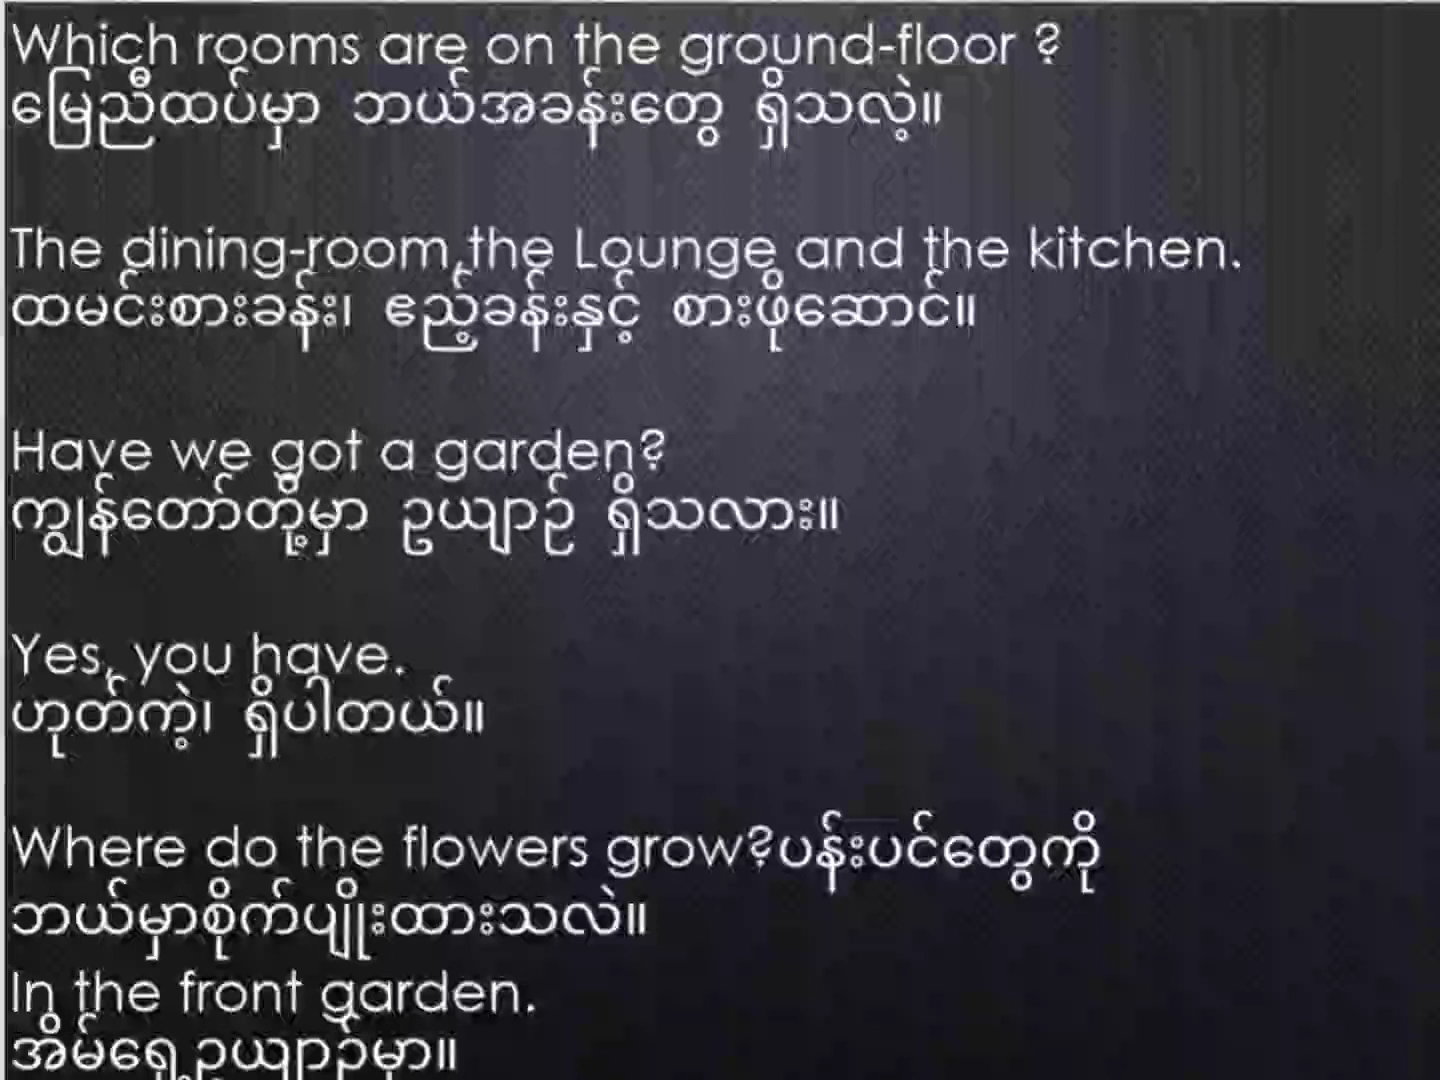 Which rooms are on the ground-floor ?
မြေညီထပ်မှာ ဘယ်အခန်းတွေ ရှိသလဲ့။
The dining-room,the Lounge and the kitchen.
ထမင်းစားခန်း၊ ဧည့်ခန်းနှင့် စားဖိုဆောင်။
Have we got a garden?
ကျွန်တော်တို့မှာ ဥယျာဉ် ရှိသလား။
Yes, you have.
ဟုတ်ကဲ့၊ ရှိပါတယ်။
Where do the flowers grow?ပန်းပင်တွေကို
ဘယ်မှာစိုက်ပျိုးထားသလဲ။
In the front garden.
အိမ်ရှေ့ဥယျာဉ်မှာ။